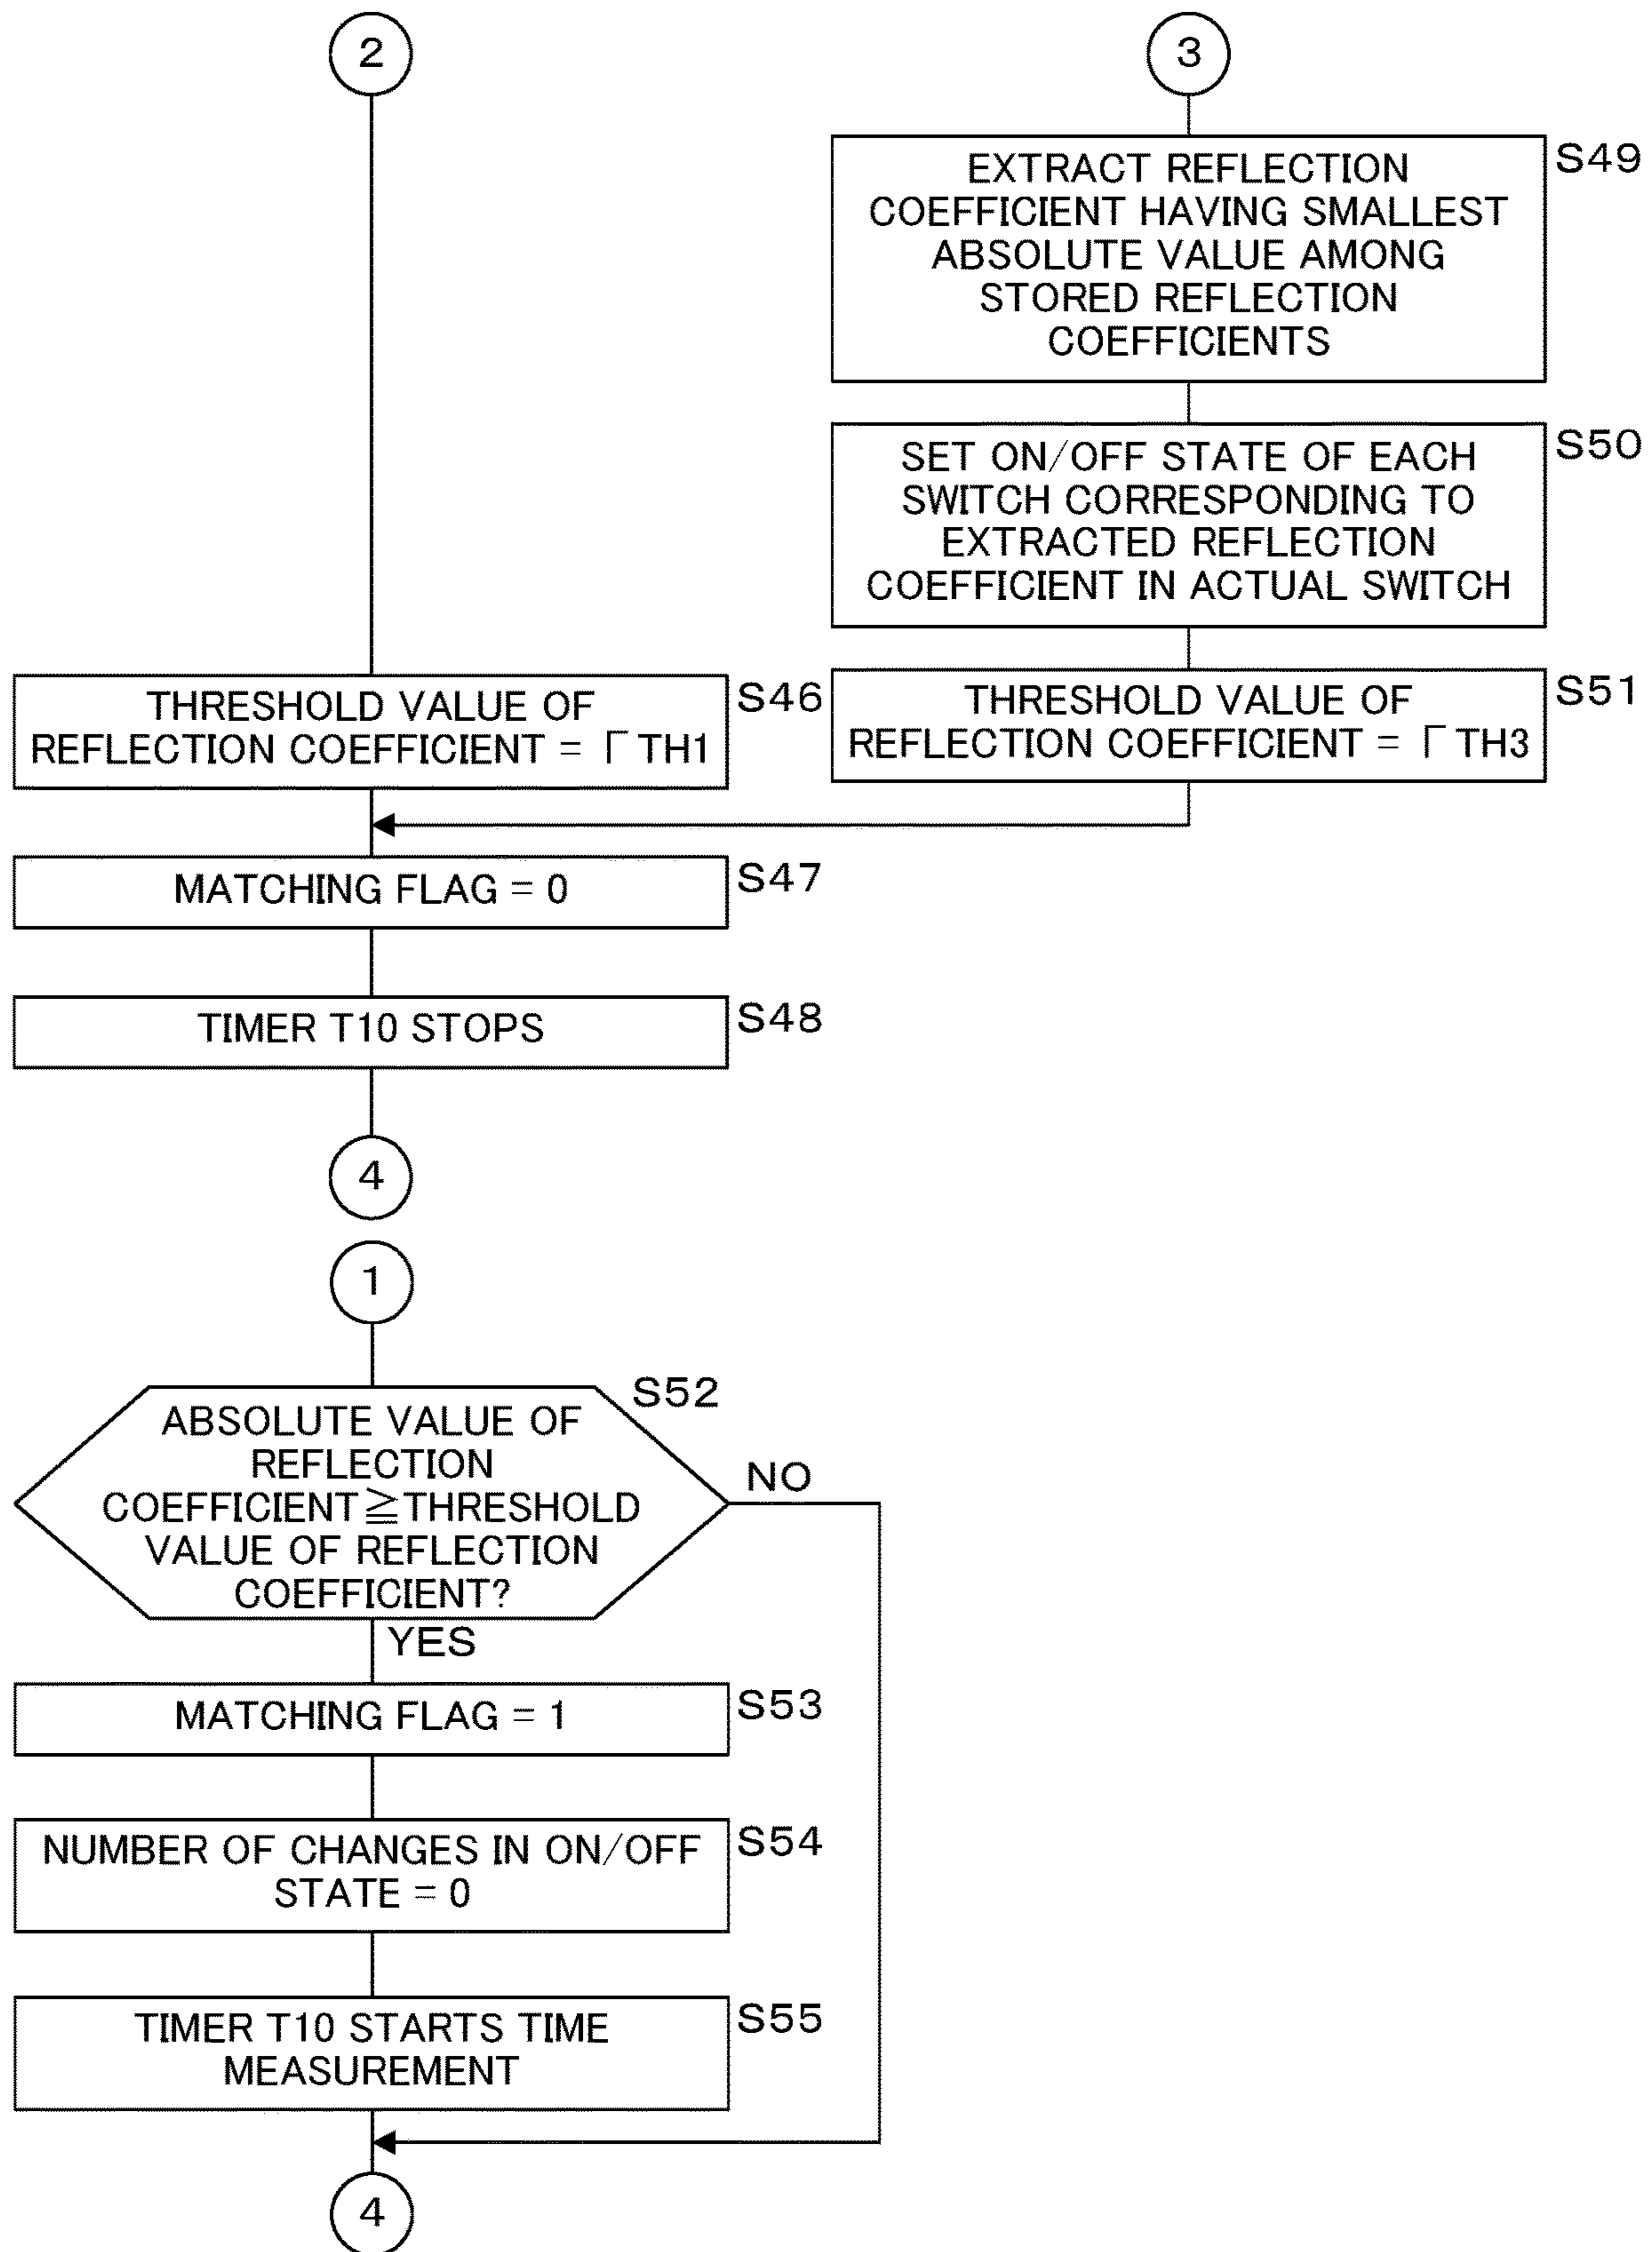 2
3
EXTRACT REFLECTION
COEFFICIENT HAVING SMALLEST
ABSOLUTE VALUE AMONG
STORED REFLECTION
COEFFICIENTS
S49
SET ON/OFF STATE OF EACH
SWITCH CORRESPONDING TO
EXTRACTED REFLECTION
COEFFICIENT IN ACTUAL SWITCH
S50
THRESHOLD VALUE OF
REFLECTION COEFFICIENT = Γ TH1
S46
THRESHOLD VALUE OF
REFLECTION COEFFICIENT = Γ TH3
S51
MATCHING FLAG = 0
S47
TIMER T10 STOPS
S48
4
1
S52
ABSOLUTE VALUE OF
REFLECTION
COEFFICIENT≧THRESHOLD
VALUE OF REFLECTION
COEFFICIENT?
NO
YES
MATCHING FLAG = 1
S53
NUMBER OF CHANGES IN ON/OFF
STATE = 0
S54
TIMER T10 STARTS TIME
MEASUREMENT
S55
4